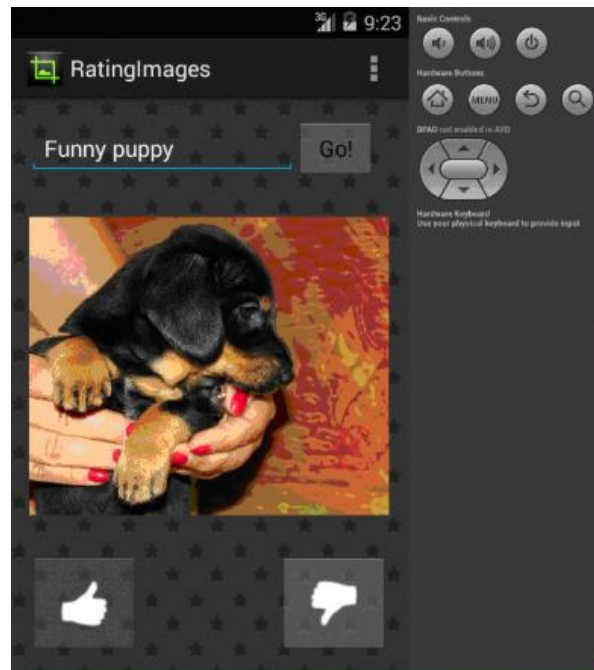 3G 9:23
RatingImages
Funny puppy Go!
Basic Controls
Hardware Buttons
MENU
DPAD not enabled in AVD
Hardware Keyboard
Use your physical keyboard to provide input